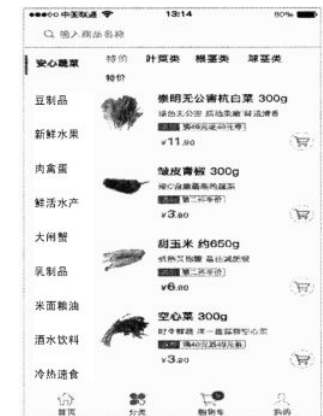 中国联通 13:14 80%
输入商品名称
安心蔬菜
特价 叶菜类 根茎类 球茎类
特价
豆制品
新鲜水果
肉禽蛋
鲜活水产
大闸蟹
乳制品
米面粮油
酒水饮料
冷热速食
崇明无公害杭白菜 300g
¥11.90
皱皮青椒 300g
第二件半价
¥3.80
甜玉米 约650g
第二件半价
¥6.80
空心菜 300g
¥3.20
首页 分类 购物车 我的